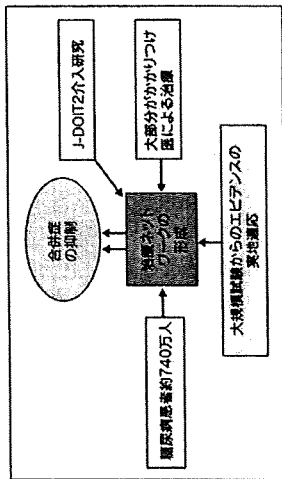 合併症
の抑制
J-DOIT2介入研究
治療ネット
ワークの
形成
大部分がかかりつけ
医による治療
糖尿病患者約740万人
大規模試験からのエビデンスの
実地適応